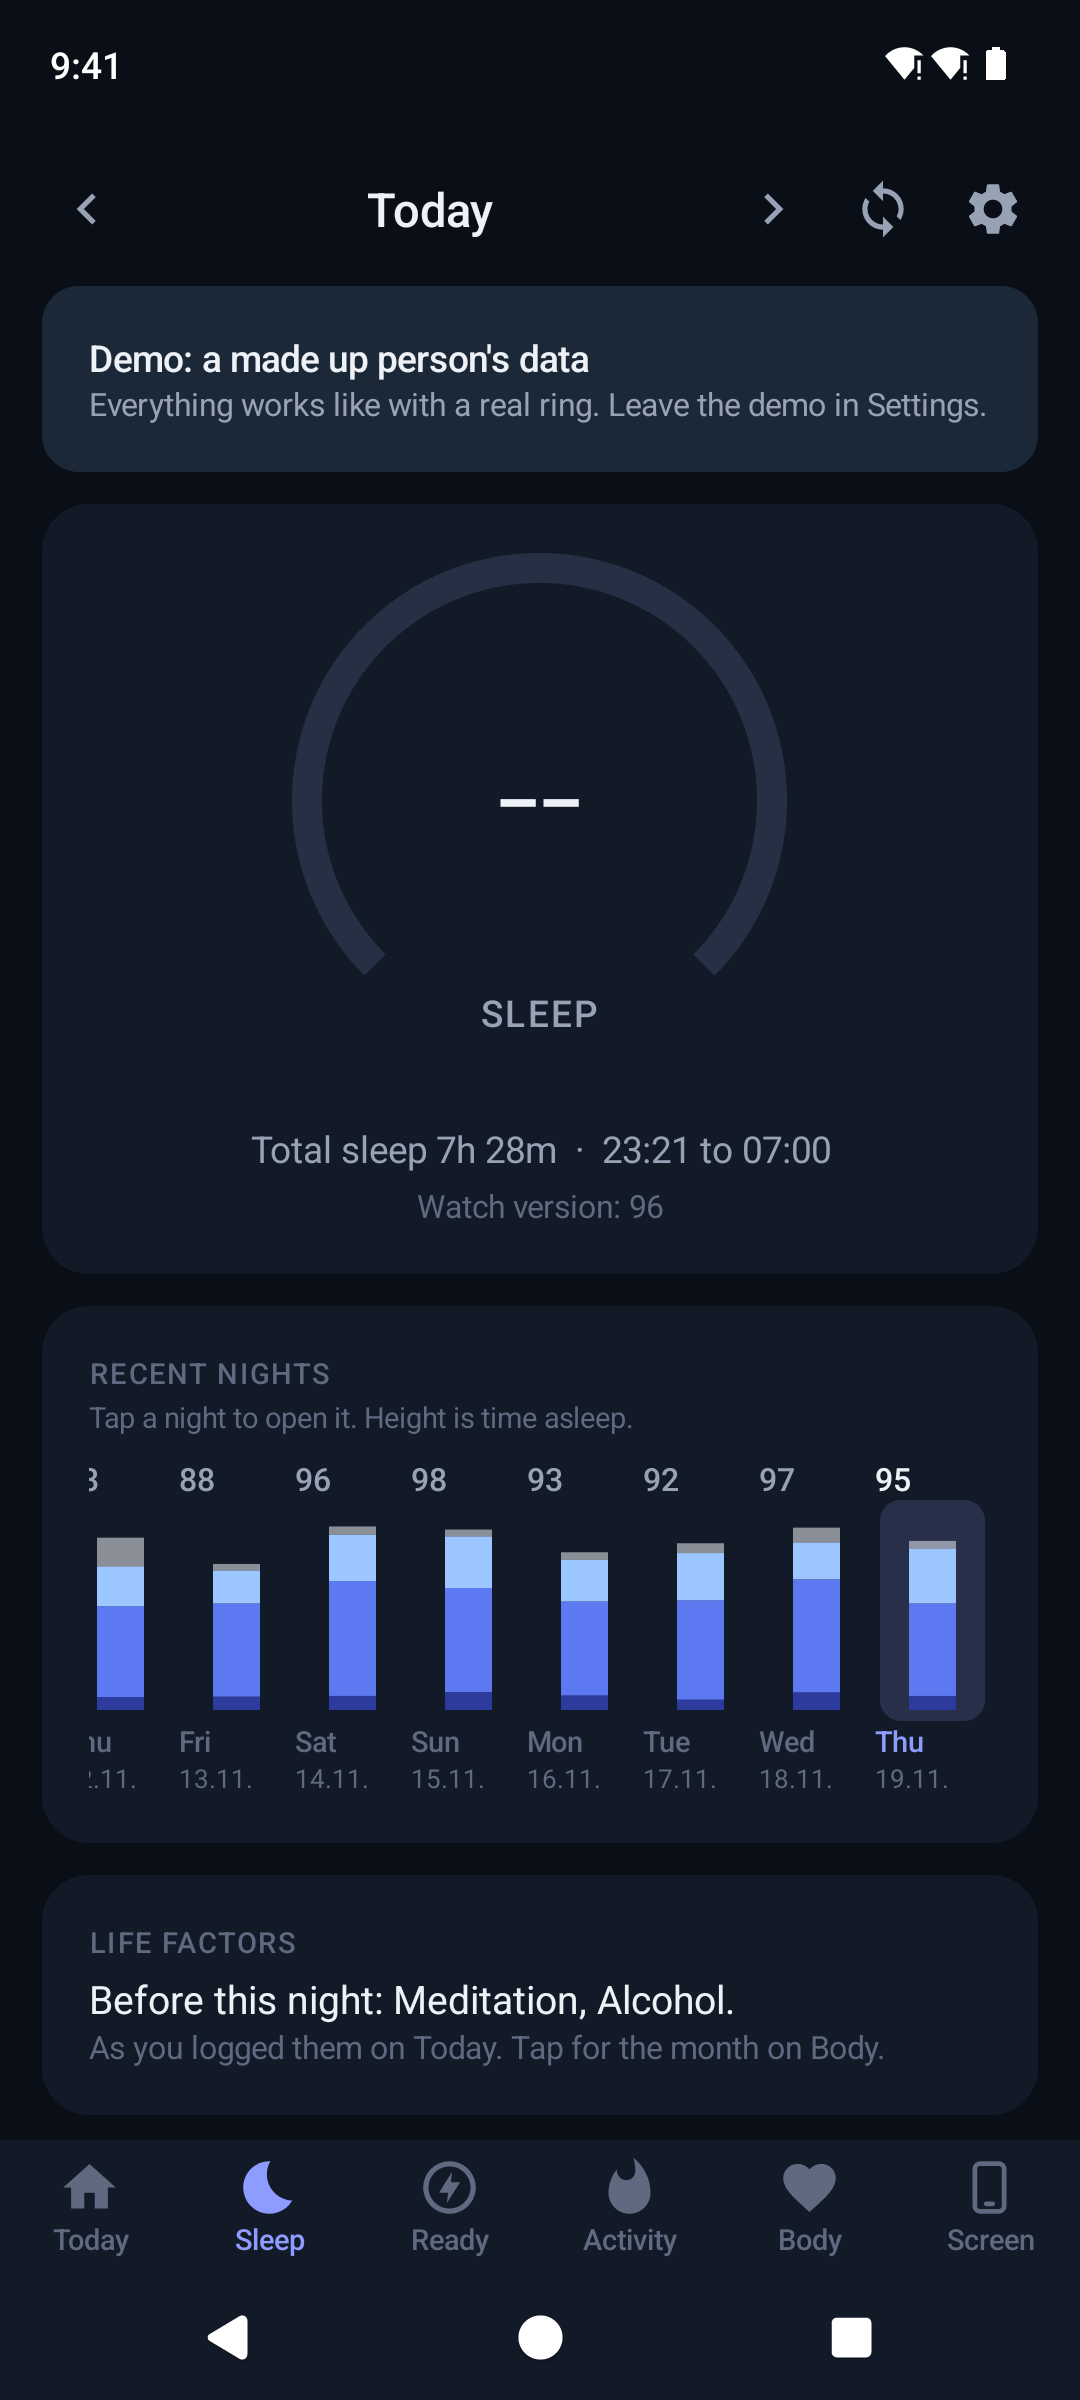 9:41
Today
Demo: a made up person's data
Everything works like with a real ring. Leave the demo in Settings.
--
SLEEP
Total sleep 7h 28m · 23:21 to 07:00
Watch version: 96
RECENT NIGHTS
Tap a night to open it. Height is time asleep.
88 96 98 93 92 97 95
Fri Sat Sun Mon Tue Wed Thu
13.11. 14.11. 15.11. 16.11. 17.11. 18.11. 19.11.
LIFE FACTORS
Before this night: Meditation, Alcohol.
As you logged them on Today. Tap for the month on Body.
Today Sleep Ready Activity Body Screen